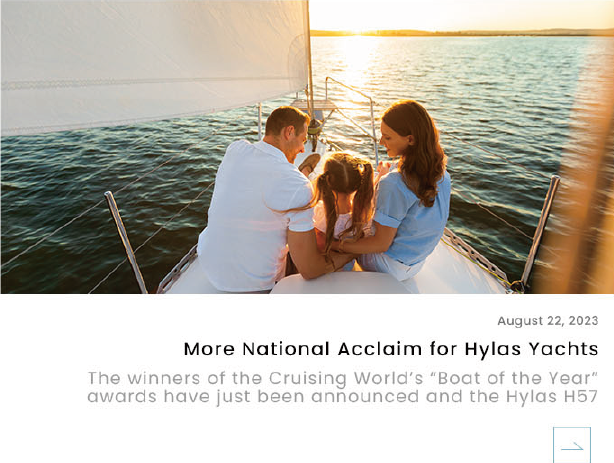 August 22, 2023
More National Acclaim for Hylas Yachts
The winners of the Cruising World's “Boat of the Year”
awards have just been announced and the Hylas H57